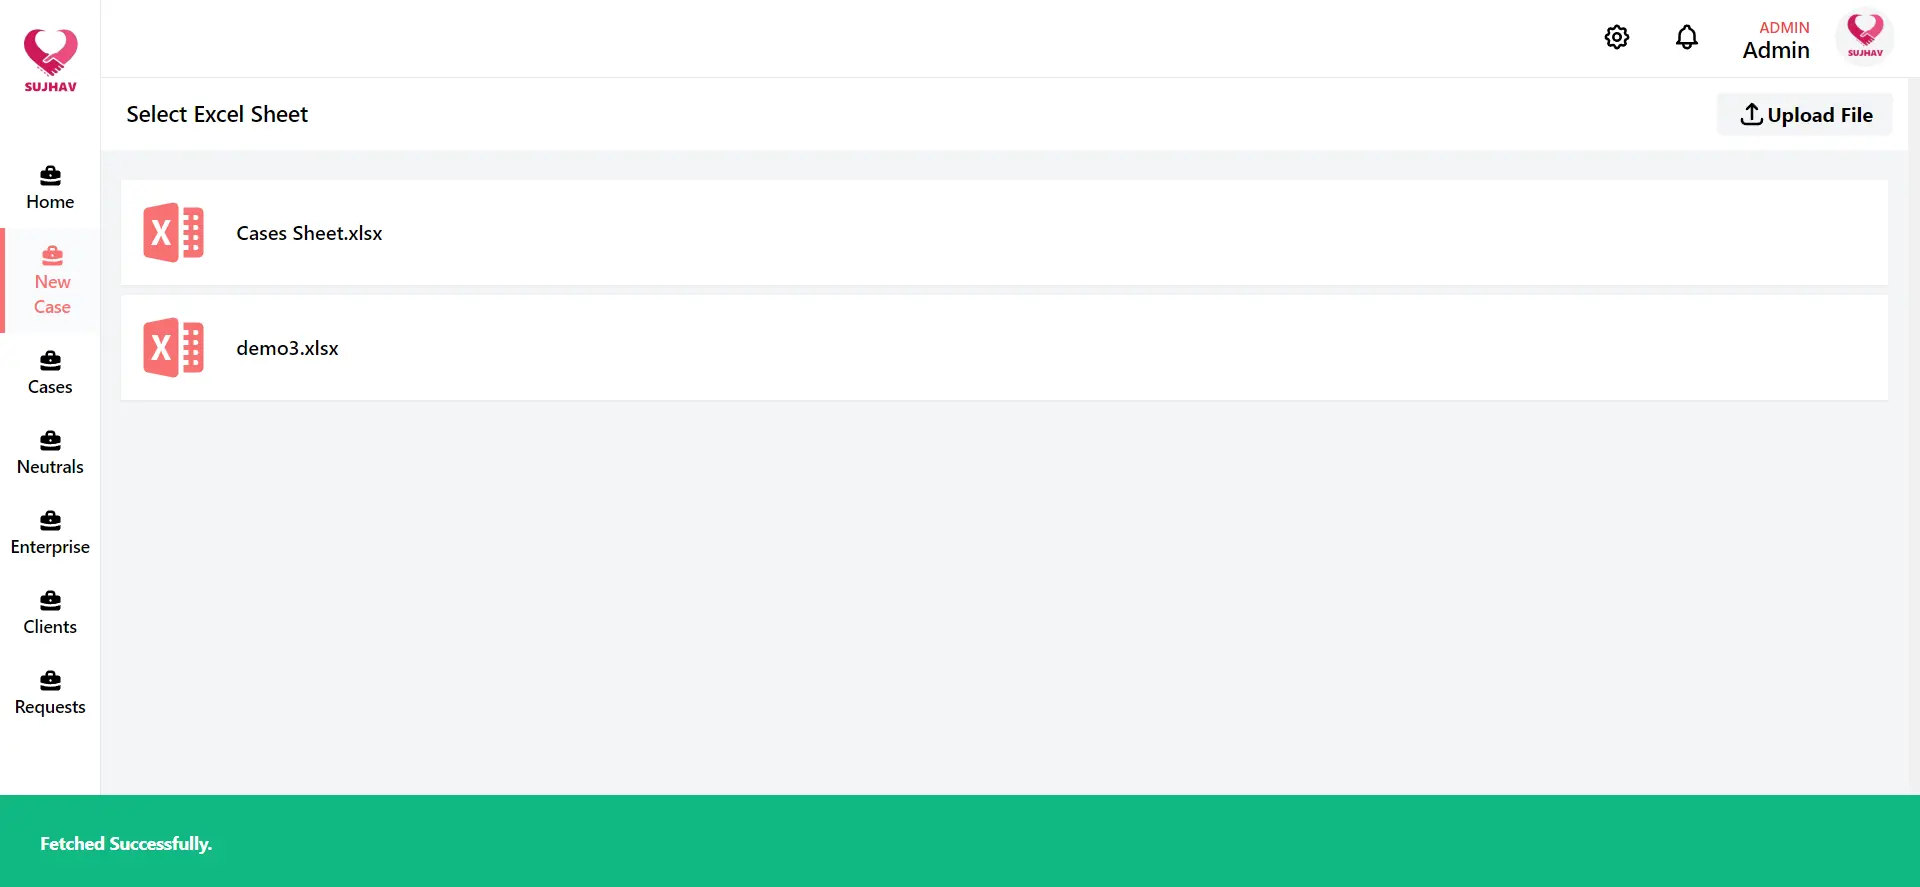 SUJHAV
ADMIN
Admin
SUJHAV
Select Excel Sheet
Upload File
Home
New
Case
Cases
Neutrals
Enterprise
Clients
Requests
X
Cases Sheet.xlsx
X
demo3.xlsx
Fetched Successfully.